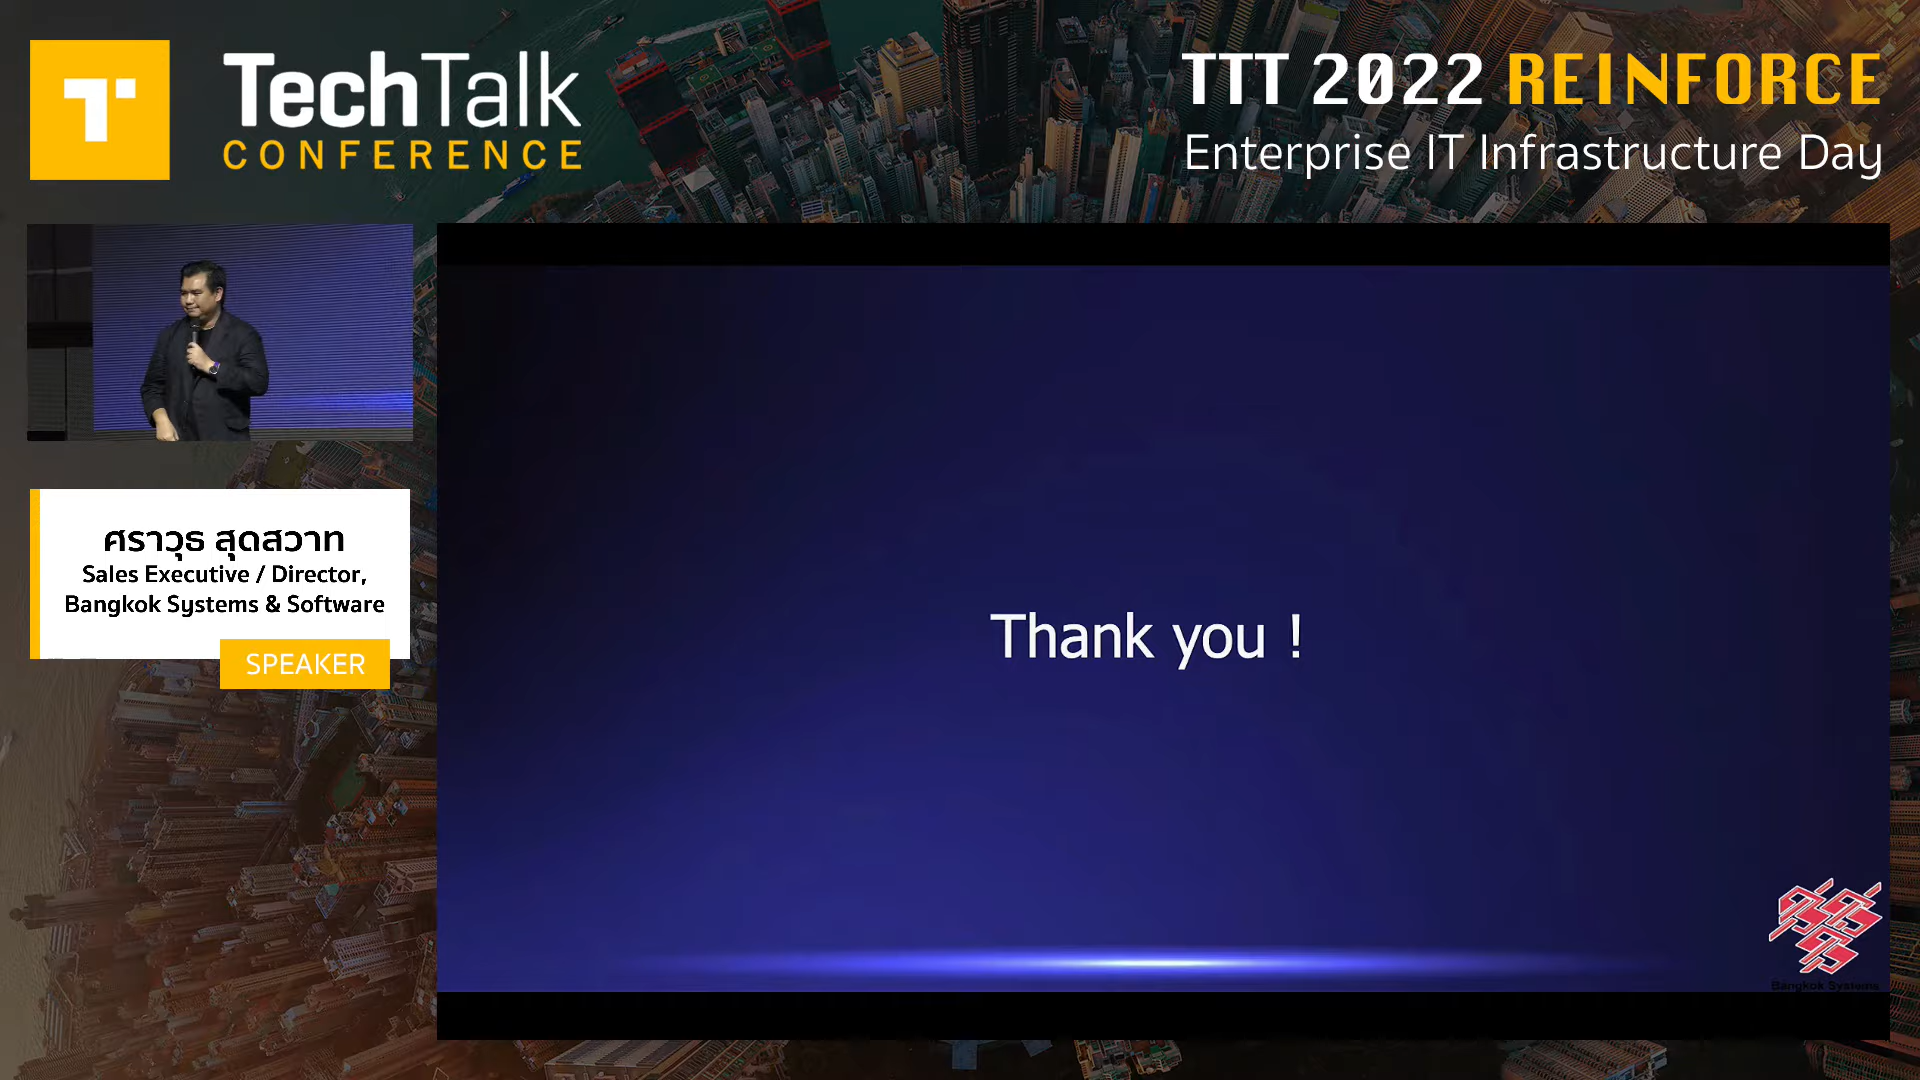 TechTalk
CONFERENCE
TTT 2022 REINFORCE
Enterprise IT Infrastructure Day
ศราวุธ สุดสวาท
Sales Executive / Director,
Bangkok Systems & Software
SPEAKER
Thank you !
Bangkok Systems